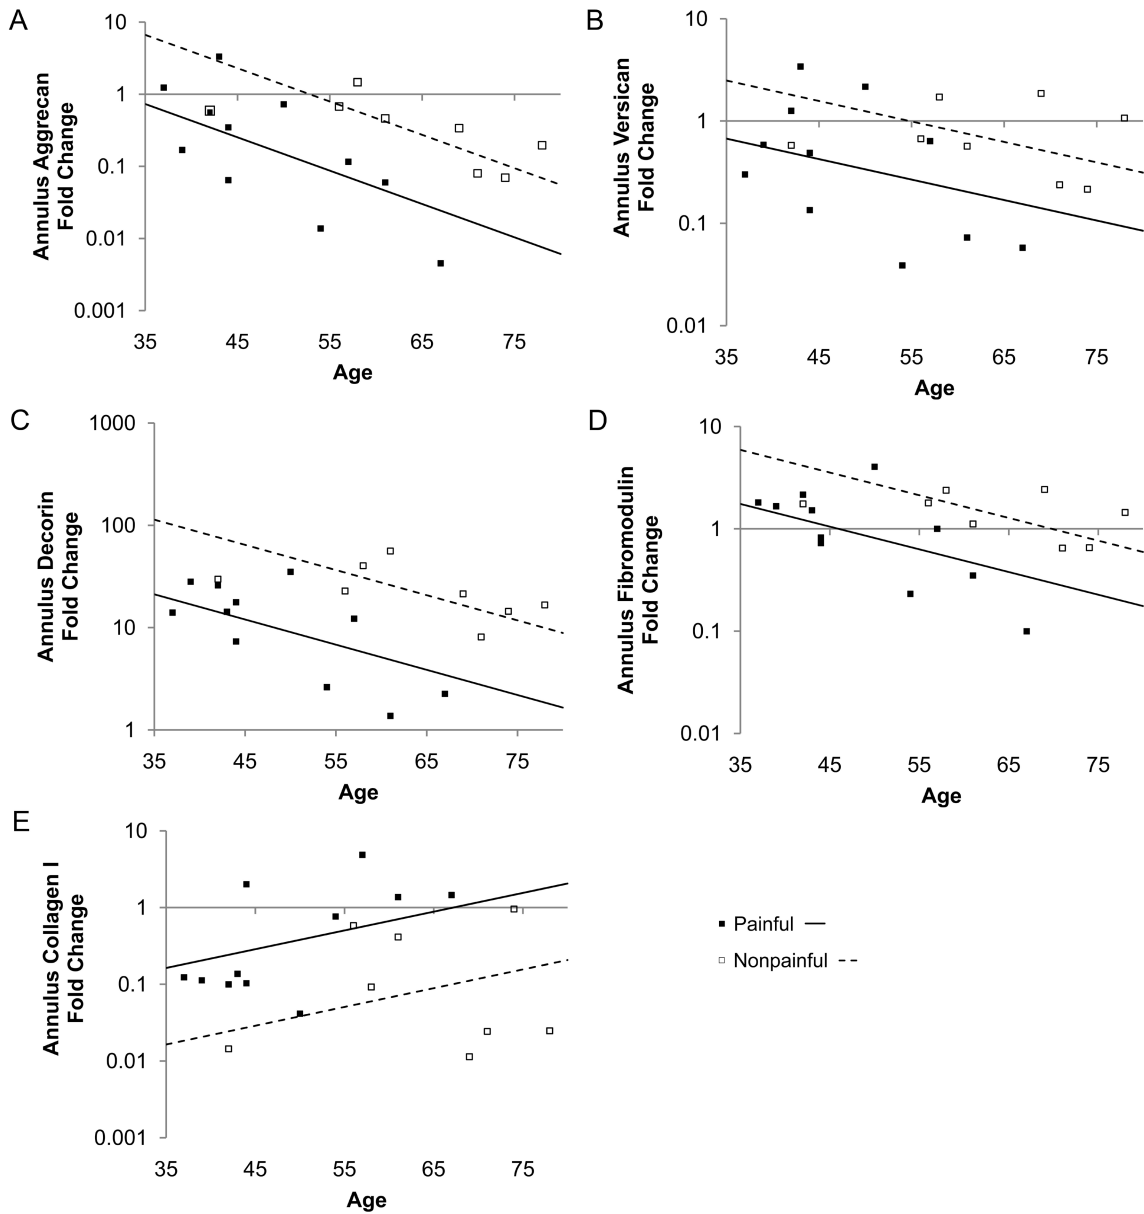 A
Annulus Aggrecan
Fold Change
10
1
0.1
0.01
0.001
35 45 55 65 75
Age
B
Annulus Versican
Fold Change
10
1
0.1
0.01
35 45 55 65 75
Age
C
Annulus Decorin
Fold Change
1000
100
10
1
35 45 55 65 75
Age
D
Annulus Fibromodulin
Fold Change
10
1
0.1
0.01
35 45 55 65 75
Age
E
Annulus Collagen I
Fold Change
10
1
0.1
0.01
0.001
35 45 55 65 75
Age
Painful
Nonpainful